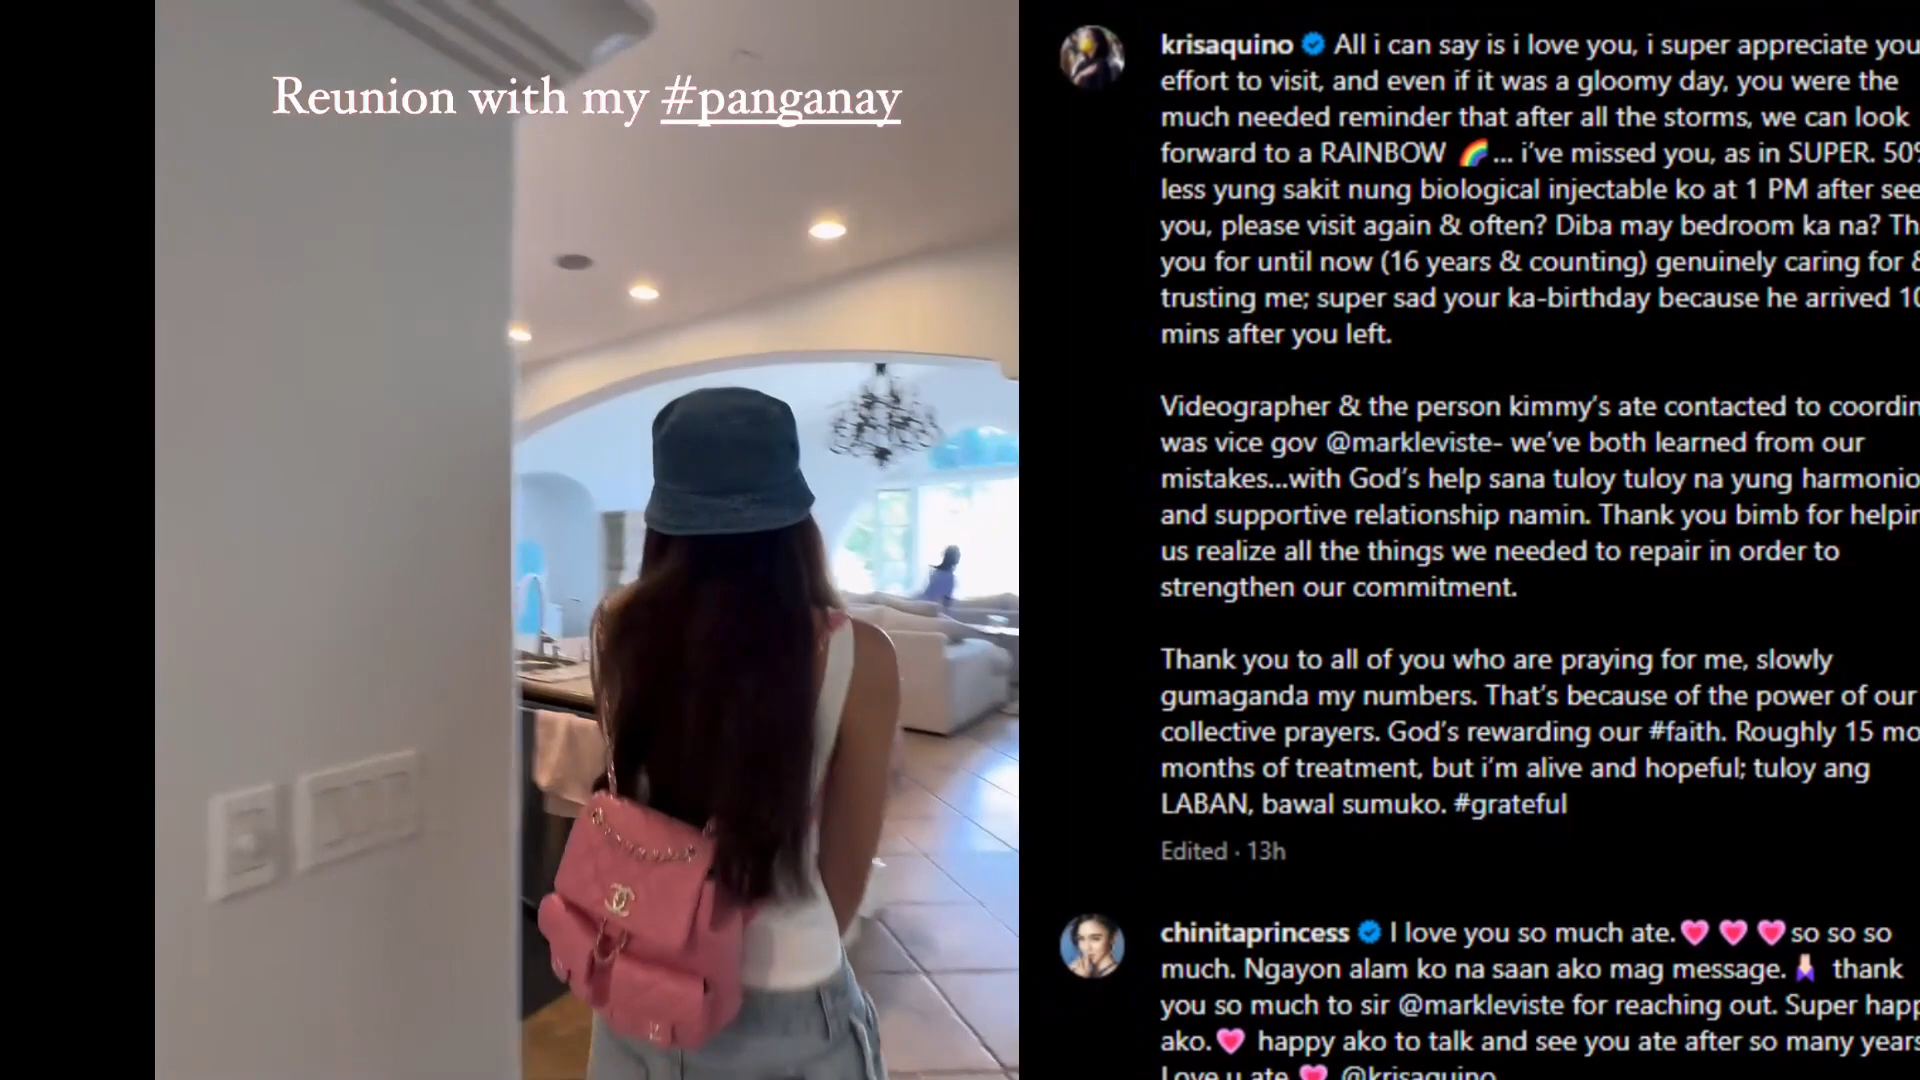 Reunion with my #panganay
krisaquino All i can say is i love you, i super appreciate you
effort to visit, and even if it was a gloomy day, you were the
much needed reminder that after all the storms, we can look
forward to a RAINBOW 🌈... i've missed you, as in SUPER. 50%
less yung sakit nung biological injectable ko at 1 PM after see
you, please visit again & often? Diba may bedroom ka na? Th
you for until now (16 years & counting) genuinely caring for &
trusting me; super sad your ka-birthday because he arrived 10
mins after you left.
Videographer & the person kimmy's ate contacted to coordin
was vice gov @markleviste- we've both learned from our
mistakes...with God's help sana tuloy tuloy na yung harmonio
and supportive relationship namin. Thank you bimb for helpin
us realize all the things we needed to repair in order to
strengthen our commitment.
Thank you to all of you who are praying for me, slowly
gumaganda my numbers. That's because of the power of our
collective prayers. God's rewarding our #faith. Roughly 15 mo
months of treatment, but i'm alive and hopeful; tuloy ang
LABAN, bawal sumuko. #grateful
Edited · 13h
chinitaprincess I love you so much ate.💗💗💗so so so
much. Ngayon alam ko na saan ako mag message. thank
you so much to sir @markleviste for reaching out. Super happ
ako.💗 happy ako to talk and see you ate after so many years
Love u ate 💗 @krisaquino